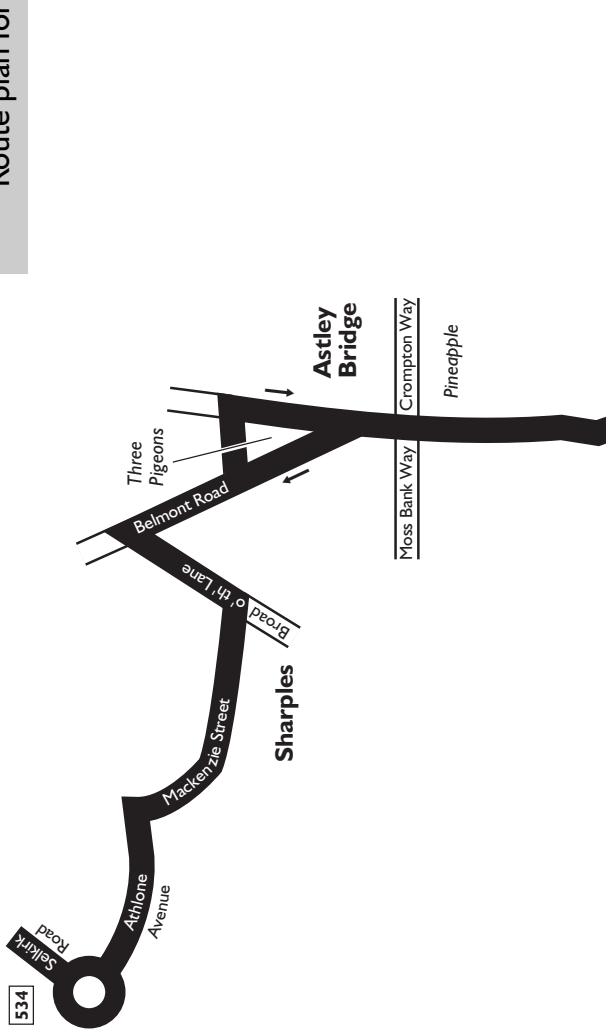 Route plan for
534
Selkirk
Road
Athlone
Avenue
Mackenzie Street
Sharples
Broad
o'th' Lane
Belmont Road
Three
Pigeons
Astley
Bridge
Moss Bank Way
Crompton Way
Pineapple